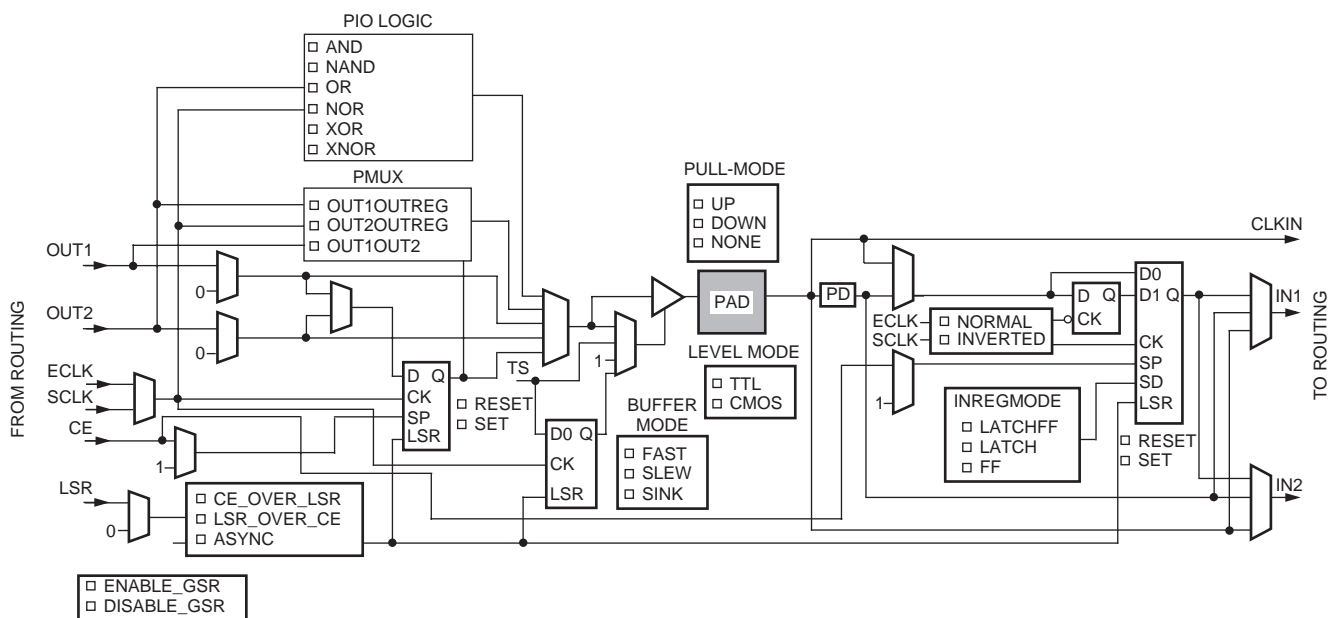 PIO LOGIC
AND
NAND
OR
NOR
XOR
XNOR
PMUX
OUT1OUTREG
OUT2OUTREG
OUT1OUT2
PULL-MODE
UP
DOWN
NONE
CLKIN
OUT1
0
OUT2
0
FROM ROUTING
ECLK
SCLK
CE
1
LSR
0
D Q
CK
SP
LSR
RESET
SET
TS
1
D0 Q
CK
LSR
PAD
PD
LEVEL MODE
TTL
CMOS
BUFFER
MODE
FAST
SLEW
SINK
ECLK
SCLK
NORMAL
INVERTED
1
D Q
CK
D0
D1 Q
CK
SP
SD
LSR
INREGMODE
LATCHFF
LATCH
FF
RESET
SET
IN1
IN2
TO ROUTING
CE_OVER_LSR
LSR_OVER_CE
ASYNC
ENABLE_GSR
DISABLE_GSR